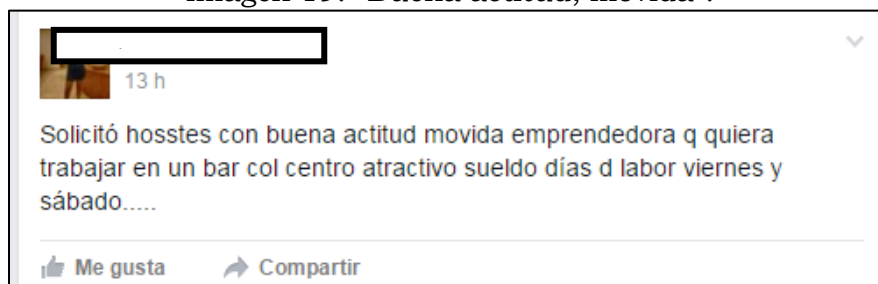 Imagen 19. "Buena actitud, movida".
13 h
Solicitó hosstes con buena actitud movida emprendedora q quiera
trabajar en un bar col centro atractivo sueldo días d labor viernes y
sábado.....
Me gusta Compartir